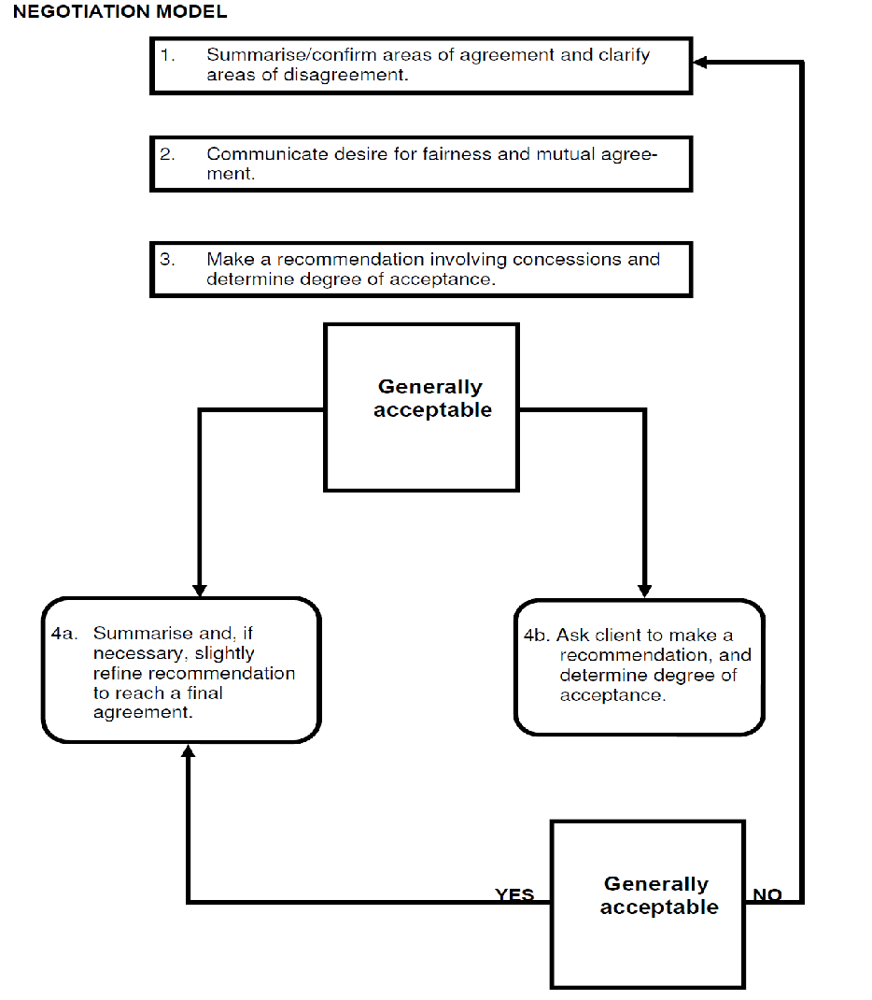 NEGOTIATION MODEL
1. Summarise/confirm areas of agreement and clarify
areas of disagreement.
2. Communicate desire for fairness and mutual agree-
ment.
3. Make a recommendation involving concessions and
determine degree of acceptance.
Generally
acceptable
4a. Summarise and, if
necessary, slightly
refine recommendation
to reach a final
agreement.
4b. Ask client to make a
recommendation, and
determine degree of
acceptance.
YES
Generally
acceptable
NO